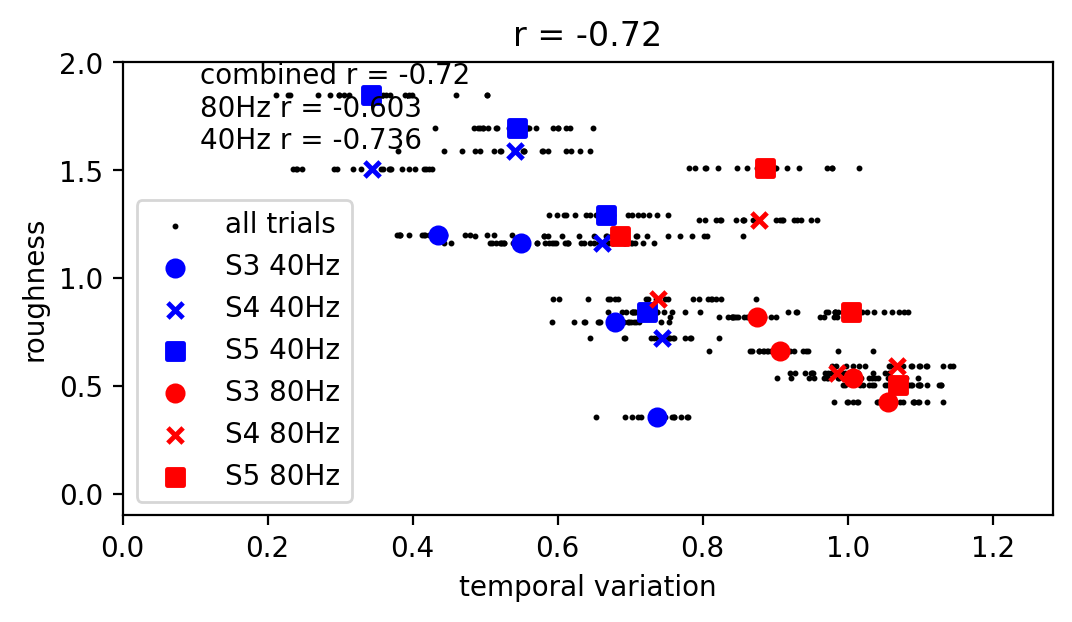 r = -0.72
combined r = -0.72
80Hz r = -0.603
40Hz r = -0.736
2.0
1.5
1.0
0.5
0.0
roughness
all trials
S3 40Hz
S4 40Hz
S5 40Hz
S3 80Hz
S4 80Hz
S5 80Hz
0.0 0.2 0.4 0.6 0.8 1.0 1.2
temporal variation